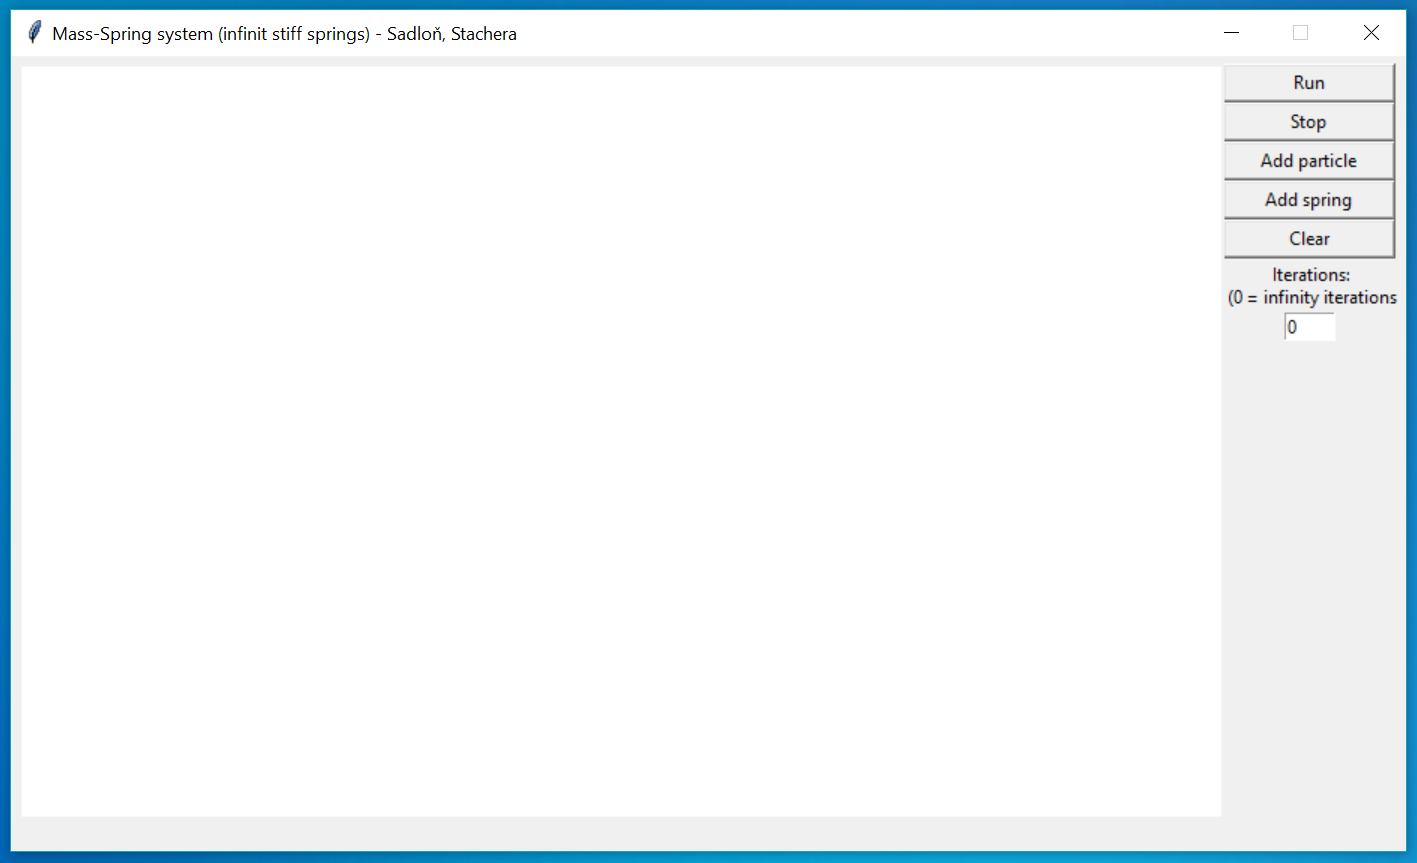 Mass-Spring system (infinit stiff springs) - Sadloň, Stachera
Run
Stop
Add particle
Add spring
Clear
Iterations:
(0 = infinity iterations
0